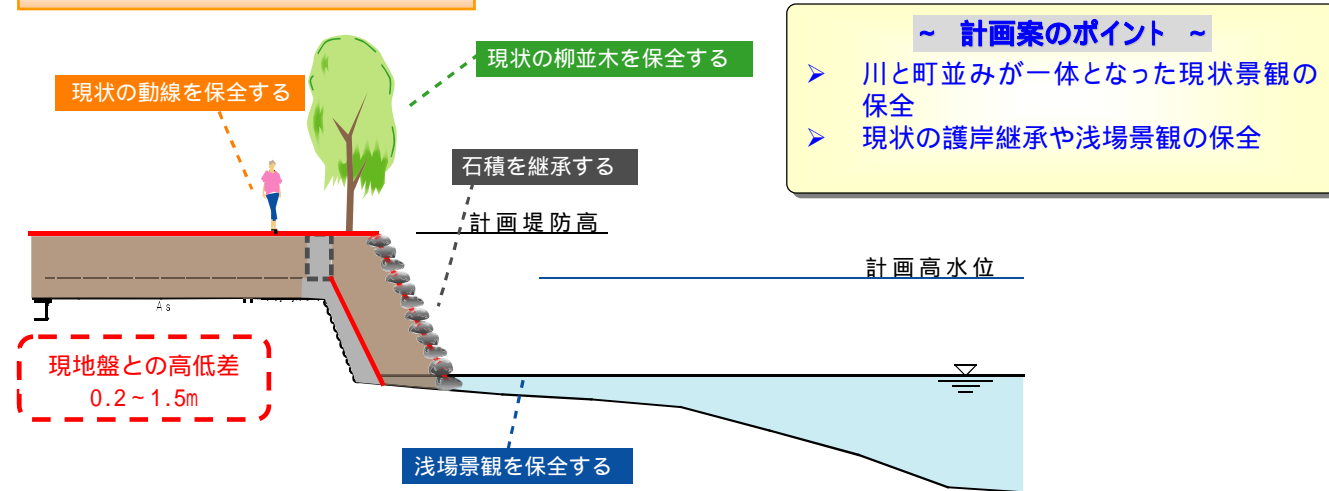 ~ 計画案のポイント ~
➢ 川と町並みが一体となった現状景観の
保全
➢ 現状の護岸継承や浅場景観の保全
現状の柳並木を保全する
現状の動線を保全する
石積を継承する
計画堤防高
計画高水位
As
現地盤との高低差
0.2~1.5m
浅場景観を保全する